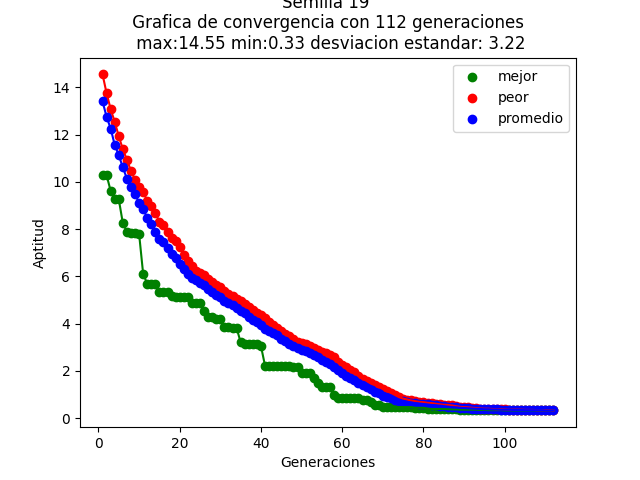 Semilla 19
Grafica de convergencia con 112 generaciones
max:14.55 min:0.33 desviacion estandar: 3.22
mejor
peor
promedio
Aptitud
14
12
10
8
6
4
2
0
0 20 40 60 80 100
Generaciones